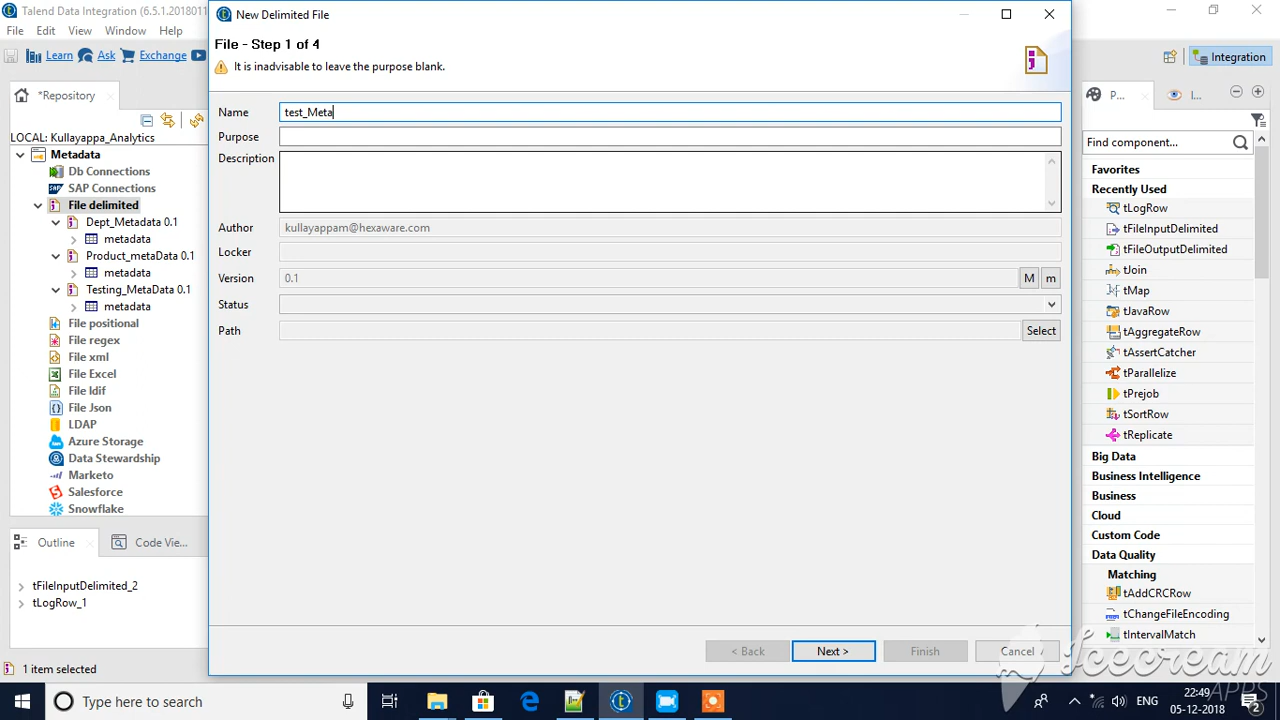 Talend Data Integration (6.5.1.2018011
File Edit View Window Help
Learn Ask Exchange
*Repository
LOCAL: Kullayappa_Analytics
Metadata
Db Connections
SAP Connections
File delimited
Dept_Metadata 0.1
metadata
Product_metaData 0.1
metadata
Testing_MetaData 0.1
metadata
File positional
File regex
File xml
File Excel
File ldif
File Json
LDAP
Azure Storage
Data Stewardship
Marketo
Salesforce
Snowflake
Outline Code Vie...
tFileInputDelimited_2
tLogRow_1
1 item selected
New Delimited File
File - Step 1 of 4
It is inadvisable to leave the purpose blank.
Name test_Meta
Purpose
Description
Author kullayappam@hexaware.com
Locker
Version 0.1 M m
Status
Path Select
< Back Next > Finish Cancel
Integration
P... I...
Find component...
Favorites
Recently Used
tLogRow
tFileInputDelimited
tFileOutputDelimited
tJoin
tMap
tJavaRow
tAggregateRow
tAssertCatcher
tParallelize
tPrejob
tSortRow
tReplicate
Big Data
Business Intelligence
Business
Cloud
Custom Code
Data Quality
Matching
tAddCRCRow
tChangeFileEncoding
tIntervalMatch
Icecream
APPS
Type here to search
ENG
22:49
05-12-2018
2